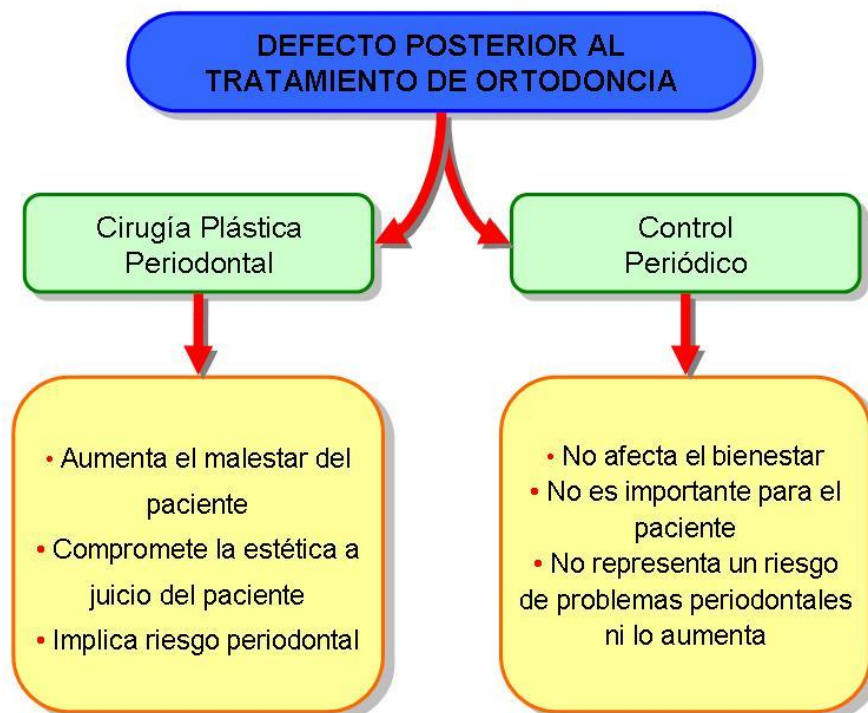 DEFECTO POSTERIOR AL
TRATAMIENTO DE ORTODONCIA
Cirugía Plástica
Periodontal
Control
Periódico
• Aumenta el malestar del
paciente
• Compromete la estética a
juicio del paciente
• Implica riesgo periodontal
• No afecta el bienestar
• No es importante para el
paciente
• No representa un riesgo
de problemas periodontales
ni lo aumenta